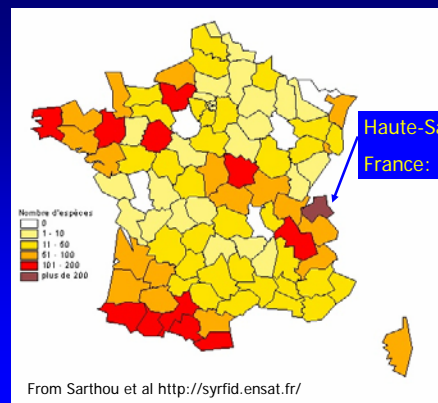 Haute-Sa
France:
Nombre d'espèces
0
1 - 10
11 - 50
51 - 100
101 - 200
plus de 200
From Sarthou et al http://syrfid.ensat.fr/